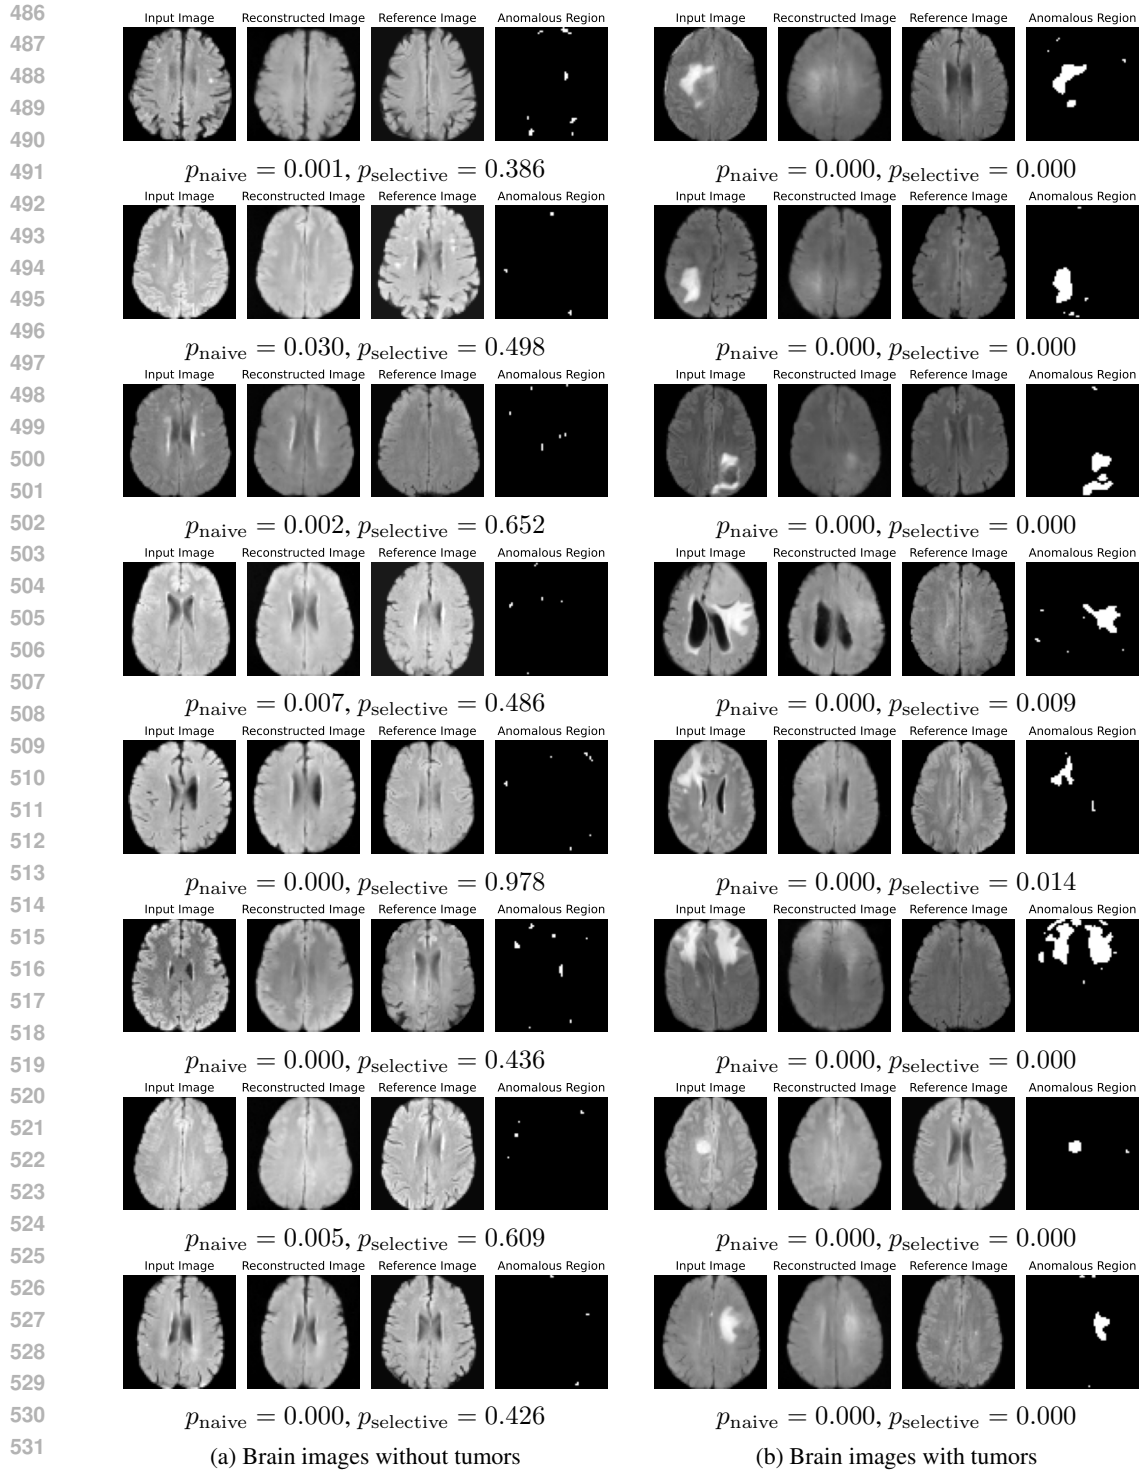 486 Input Image Reconstructed Image Reference Image Anomalous Region Input Image Reconstructed Image Reference Image Anomalous Region
487
488
489
490
491 p_naive = 0.001, p_selective = 0.386 p_naive = 0.000, p_selective = 0.000
492 Input Image Reconstructed Image Reference Image Anomalous Region Input Image Reconstructed Image Reference Image Anomalous Region
493
494
495
496
497 p_naive = 0.030, p_selective = 0.498 p_naive = 0.000, p_selective = 0.000
498 Input Image Reconstructed Image Reference Image Anomalous Region Input Image Reconstructed Image Reference Image Anomalous Region
499
500
501
502 p_naive = 0.002, p_selective = 0.652 p_naive = 0.000, p_selective = 0.000
503 Input Image Reconstructed Image Reference Image Anomalous Region Input Image Reconstructed Image Reference Image Anomalous Region
504
505
506
507
508 p_naive = 0.007, p_selective = 0.486 p_naive = 0.000, p_selective = 0.009
509 Input Image Reconstructed Image Reference Image Anomalous Region Input Image Reconstructed Image Reference Image Anomalous Region
510
511
512
513 p_naive = 0.000, p_selective = 0.978 p_naive = 0.000, p_selective = 0.014
514 Input Image Reconstructed Image Reference Image Anomalous Region Input Image Reconstructed Image Reference Image Anomalous Region
515
516
517
518
519 p_naive = 0.000, p_selective = 0.436 p_naive = 0.000, p_selective = 0.000
520 Input Image Reconstructed Image Reference Image Anomalous Region Input Image Reconstructed Image Reference Image Anomalous Region
521
522
523
524 p_naive = 0.005, p_selective = 0.609 p_naive = 0.000, p_selective = 0.000
525 Input Image Reconstructed Image Reference Image Anomalous Region Input Image Reconstructed Image Reference Image Anomalous Region
526
527
528
529
530 p_naive = 0.000, p_selective = 0.426 p_naive = 0.000, p_selective = 0.000
531 (a) Brain images without tumors (b) Brain images with tumors